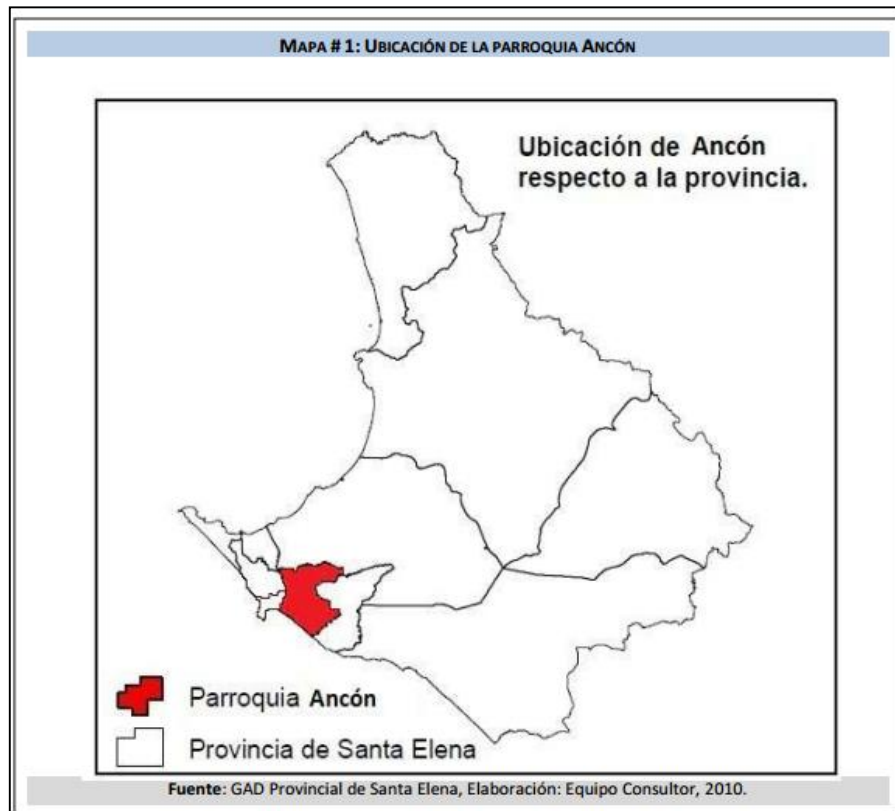 MAPA # 1: UBICACIÓN DE LA PARROQUIA ANCÓN
Ubicación de Ancón
respecto a la provincia.
Parroquia Ancón
Provincia de Santa Elena
Fuente: GAD Provincial de Santa Elena, Elaboración: Equipo Consultor, 2010.